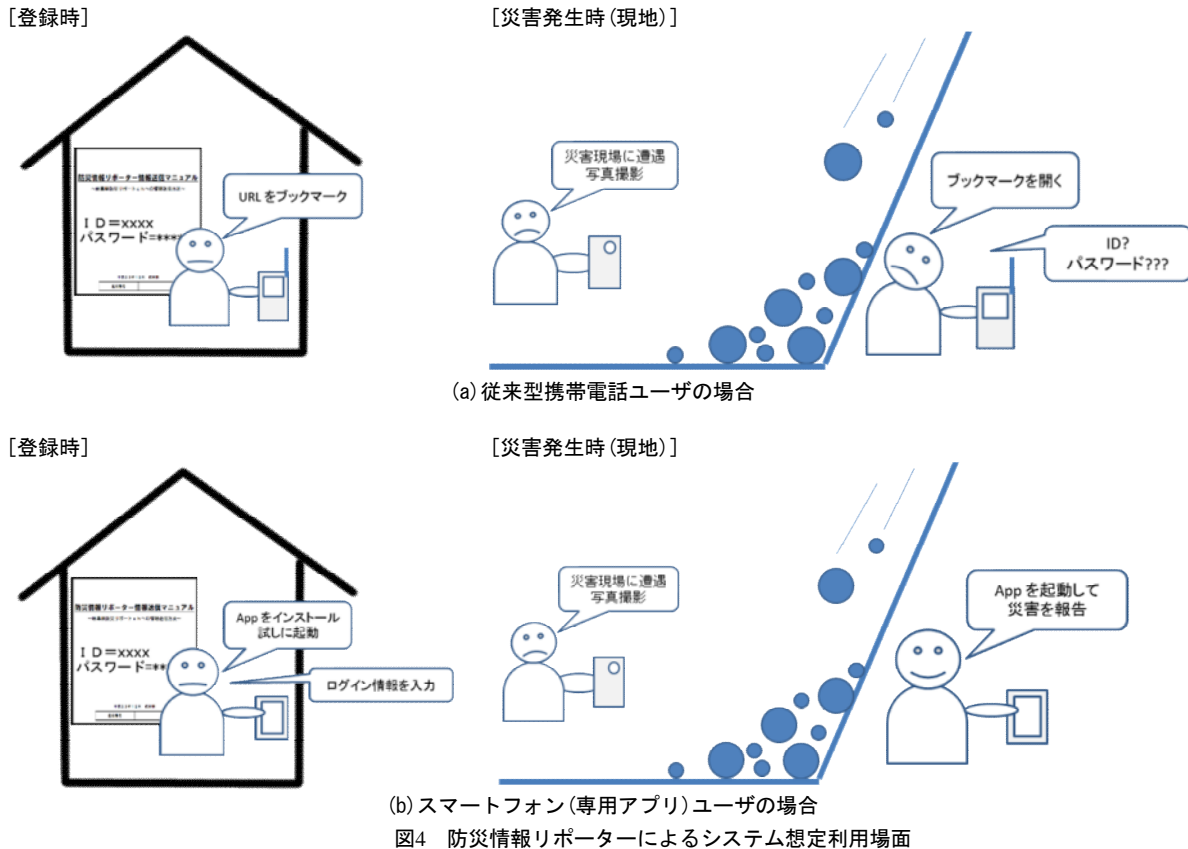 [登録時]
[災害発生時(現地)]
防災情報リポーター情報送信マニュアル
ID=xxxx
パスワード=****
URLをブックマーク
災害現場に遭遇
写真撮影
ブックマークを開く
ID?
パスワード???
(a)従来型携帯電話ユーザの場合
[登録時]
[災害発生時(現地)]
防災情報リポーター情報送信マニュアル
ID=xxxx
パスワード=**
Appをインストール
試しに起動
ログイン情報を入力
災害現場に遭遇
写真撮影
Appを起動して
災害を報告
(b)スマートフォン(専用アプリ)ユーザの場合
図4 防災情報リポーターによるシステム想定利用場面